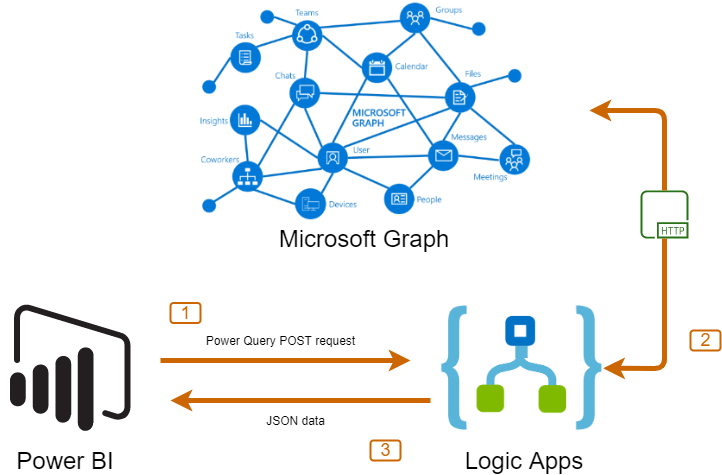 Teams
Groups
Tasks
Calendar
Files
Chats
Insights
MICROSOFT
GRAPH
Messages
User
Coworkers
Meetings
Devices
People
Microsoft Graph
HTTP
1
Power Query POST request
2
JSON data
3
Power BI
Logic Apps